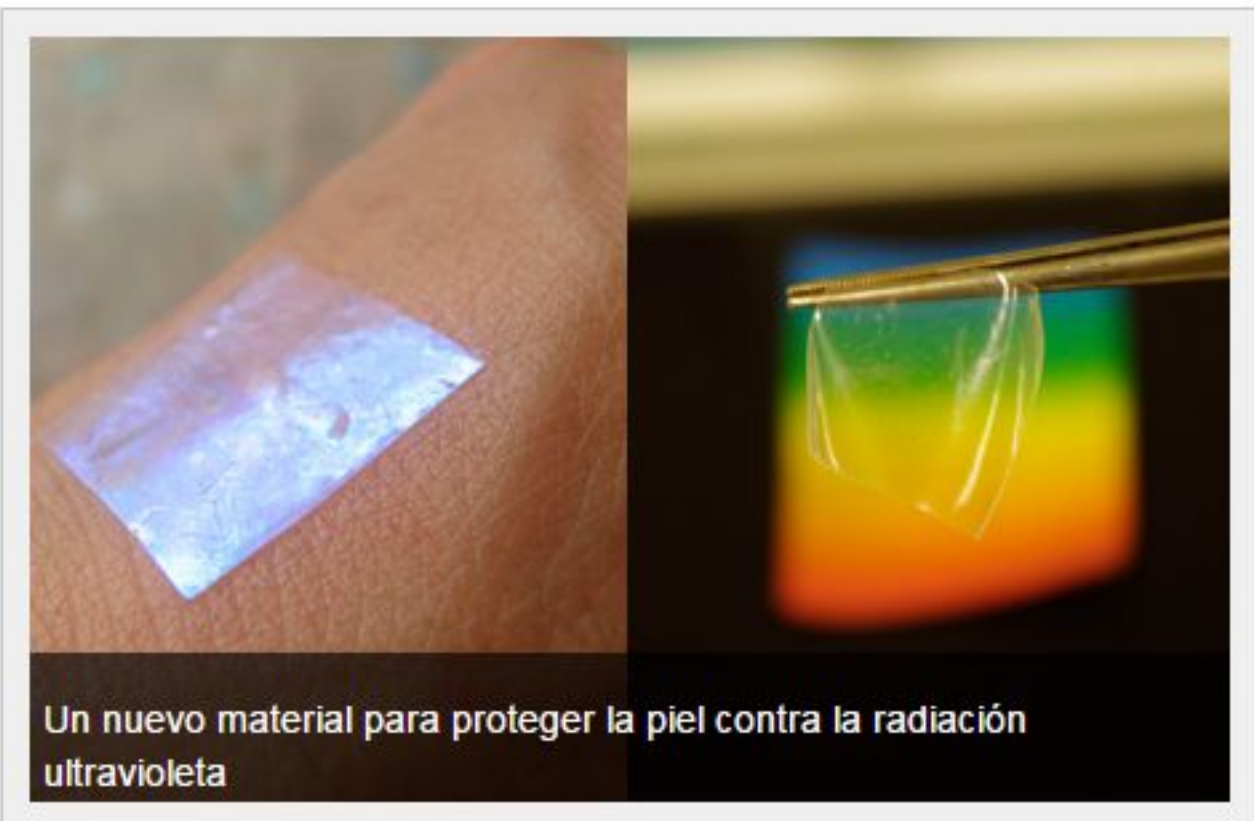 Un nuevo material para proteger la piel contra la radiación
ultravioleta